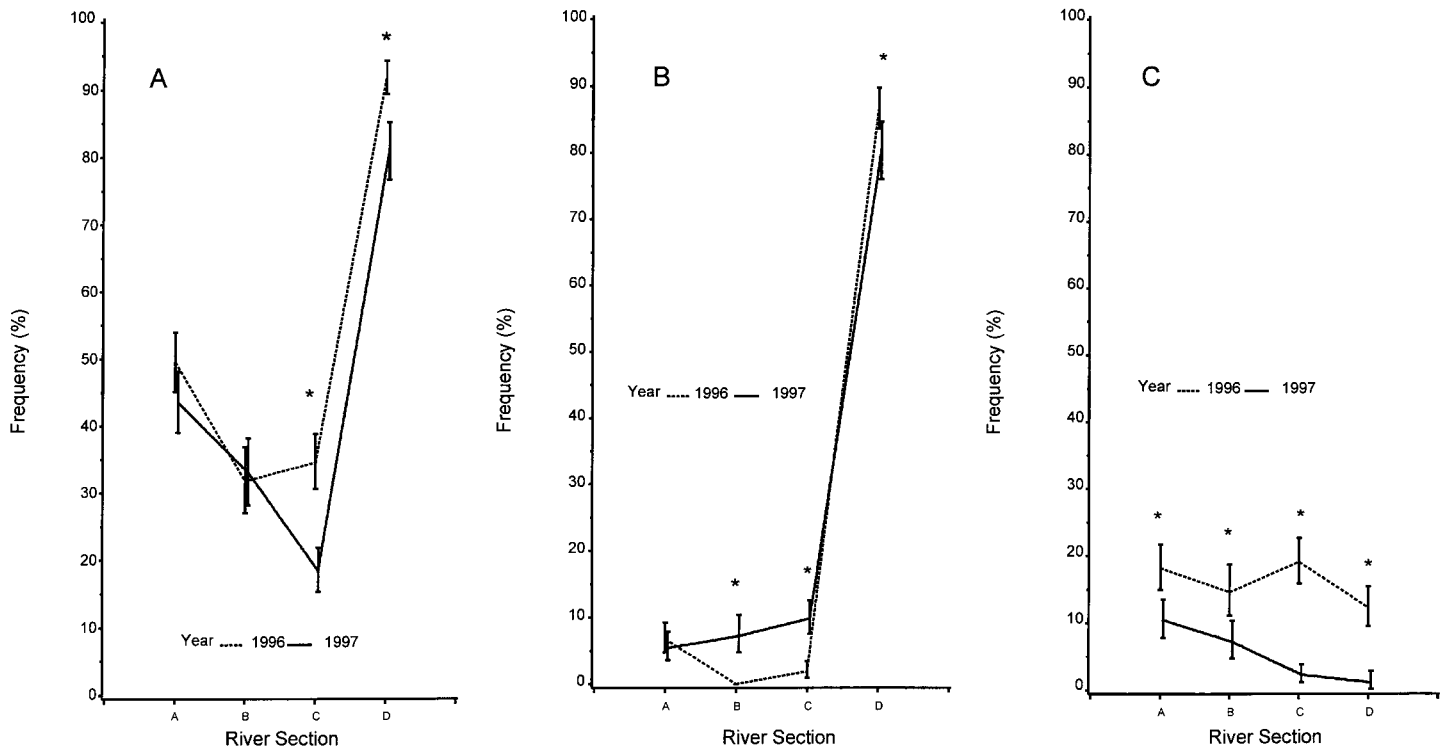 A
Frequency (%)
100
90
80
70
60
50
40
30
20
10
0
*
*
Year 1996 1997
A B C D
River Section
B
Frequency (%)
100
90
80
70
60
50
40
30
20
10
0
*
*
*
Year 1996 1997
A B C D
River Section
C
Frequency (%)
100
90
80
70
60
50
40
30
20
10
0
*
*
*
*
Year 1996 1997
A B C D
River Section